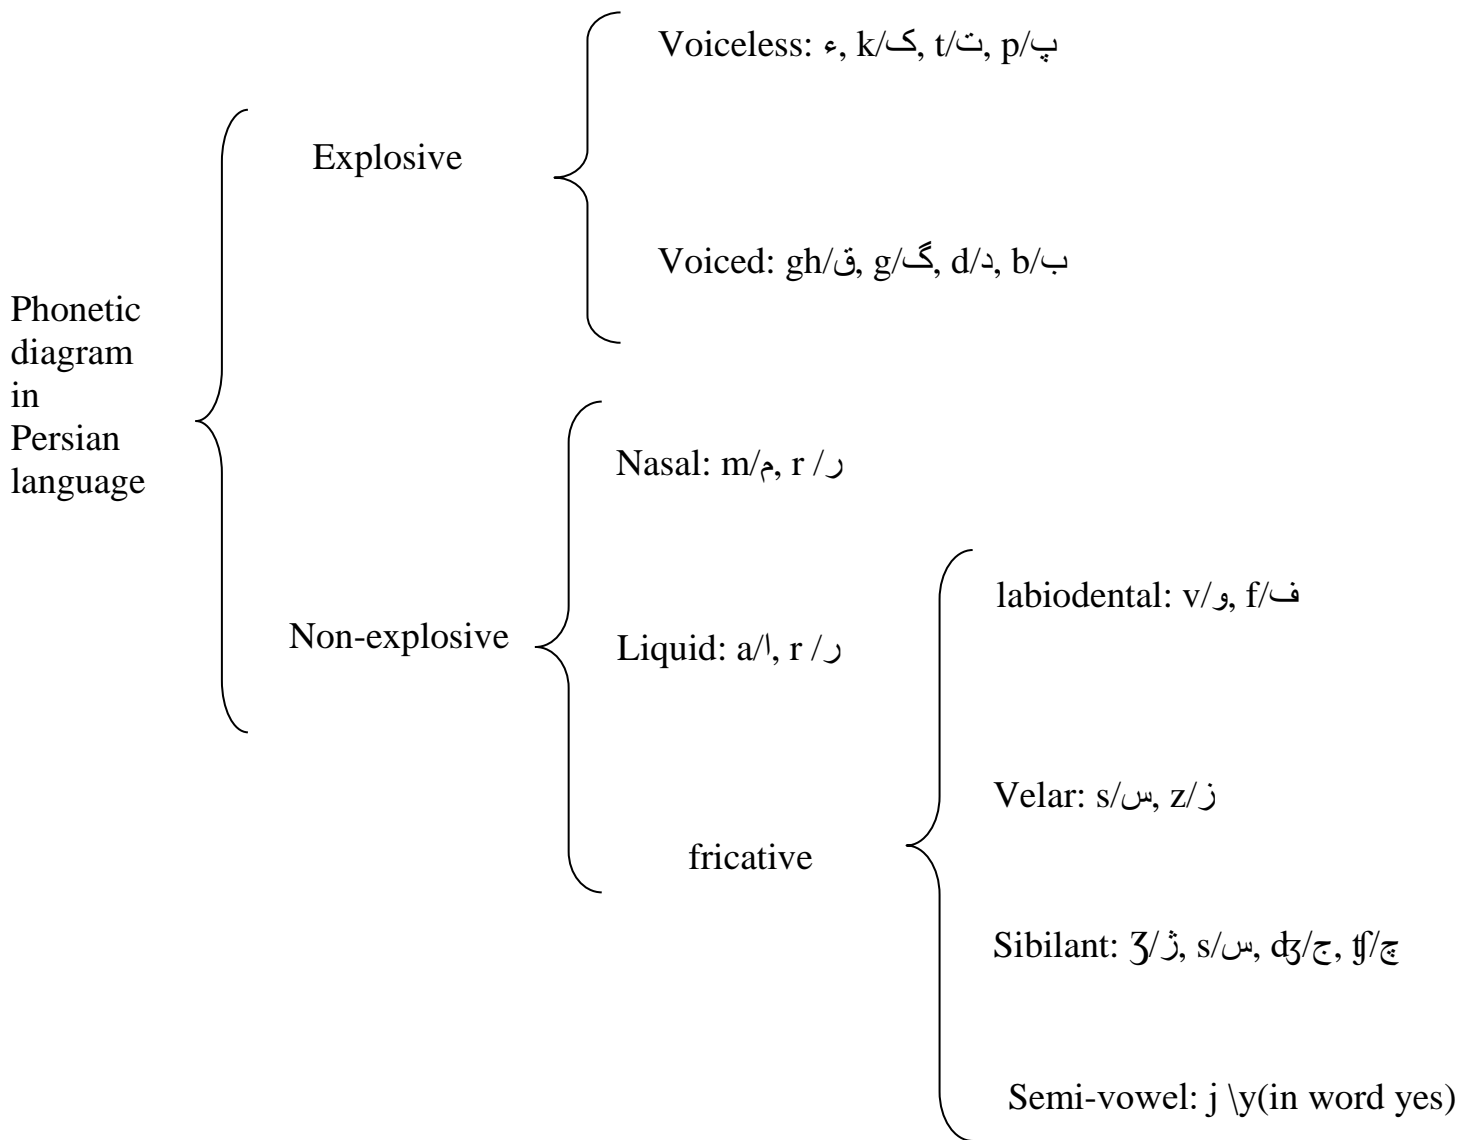 Phonetic
diagram
in
Persian
language
Explosive
Voiceless: ء, k/ک, t/ت, p/پ
Voiced: gh/ق, g/گ, d/د, b/ب
Non-explosive
Nasal: m/م, r /ر
Liquid: a/ا, r /ر
fricative
labiodental: v/و, f/ف
Velar: s/س, z/ز
Sibilant: Ʒ/ژ, s/س, ʤ/ج, ʧ/چ
Semi-vowel: j \y(in word yes)